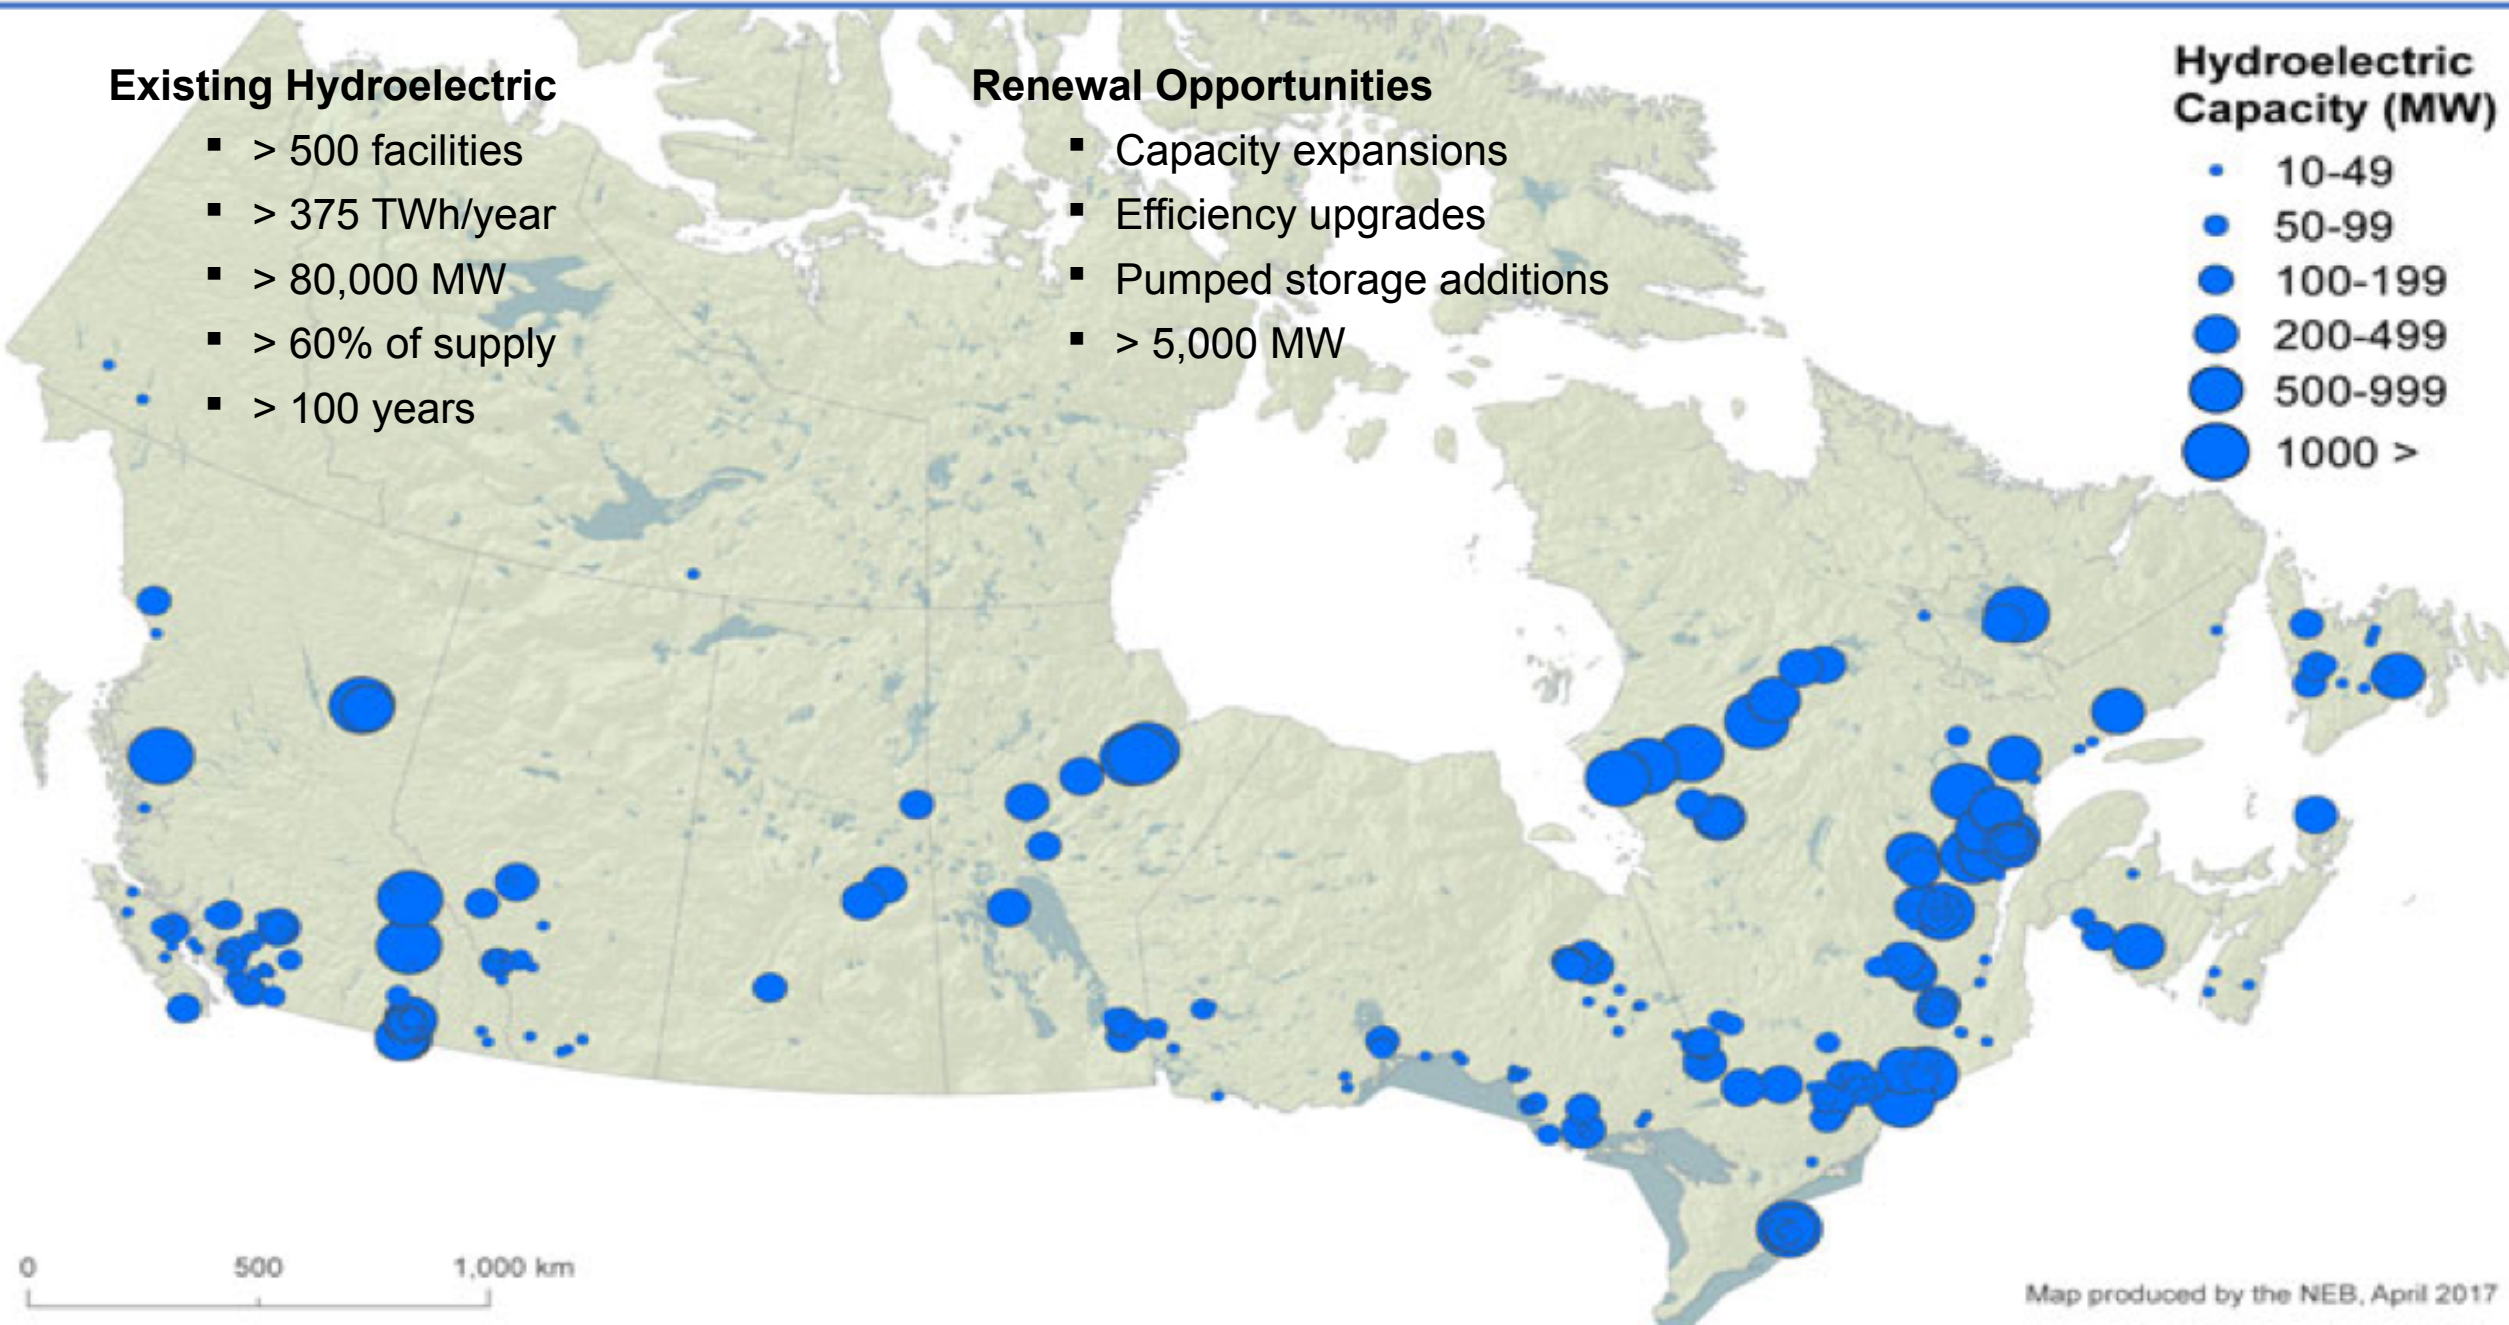 Existing Hydroelectric
▪ > 500 facilities
▪ > 375 TWh/year
▪ > 80,000 MW
▪ > 60% of supply
▪ > 100 years
Renewal Opportunities
▪ Capacity expansions
▪ Efficiency upgrades
▪ Pumped storage additions
▪ > 5,000 MW
Hydroelectric
Capacity (MW)
10-49
50-99
100-199
200-499
500-999
1000 >
0 500 1,000 km
Map produced by the NEB, April 2017